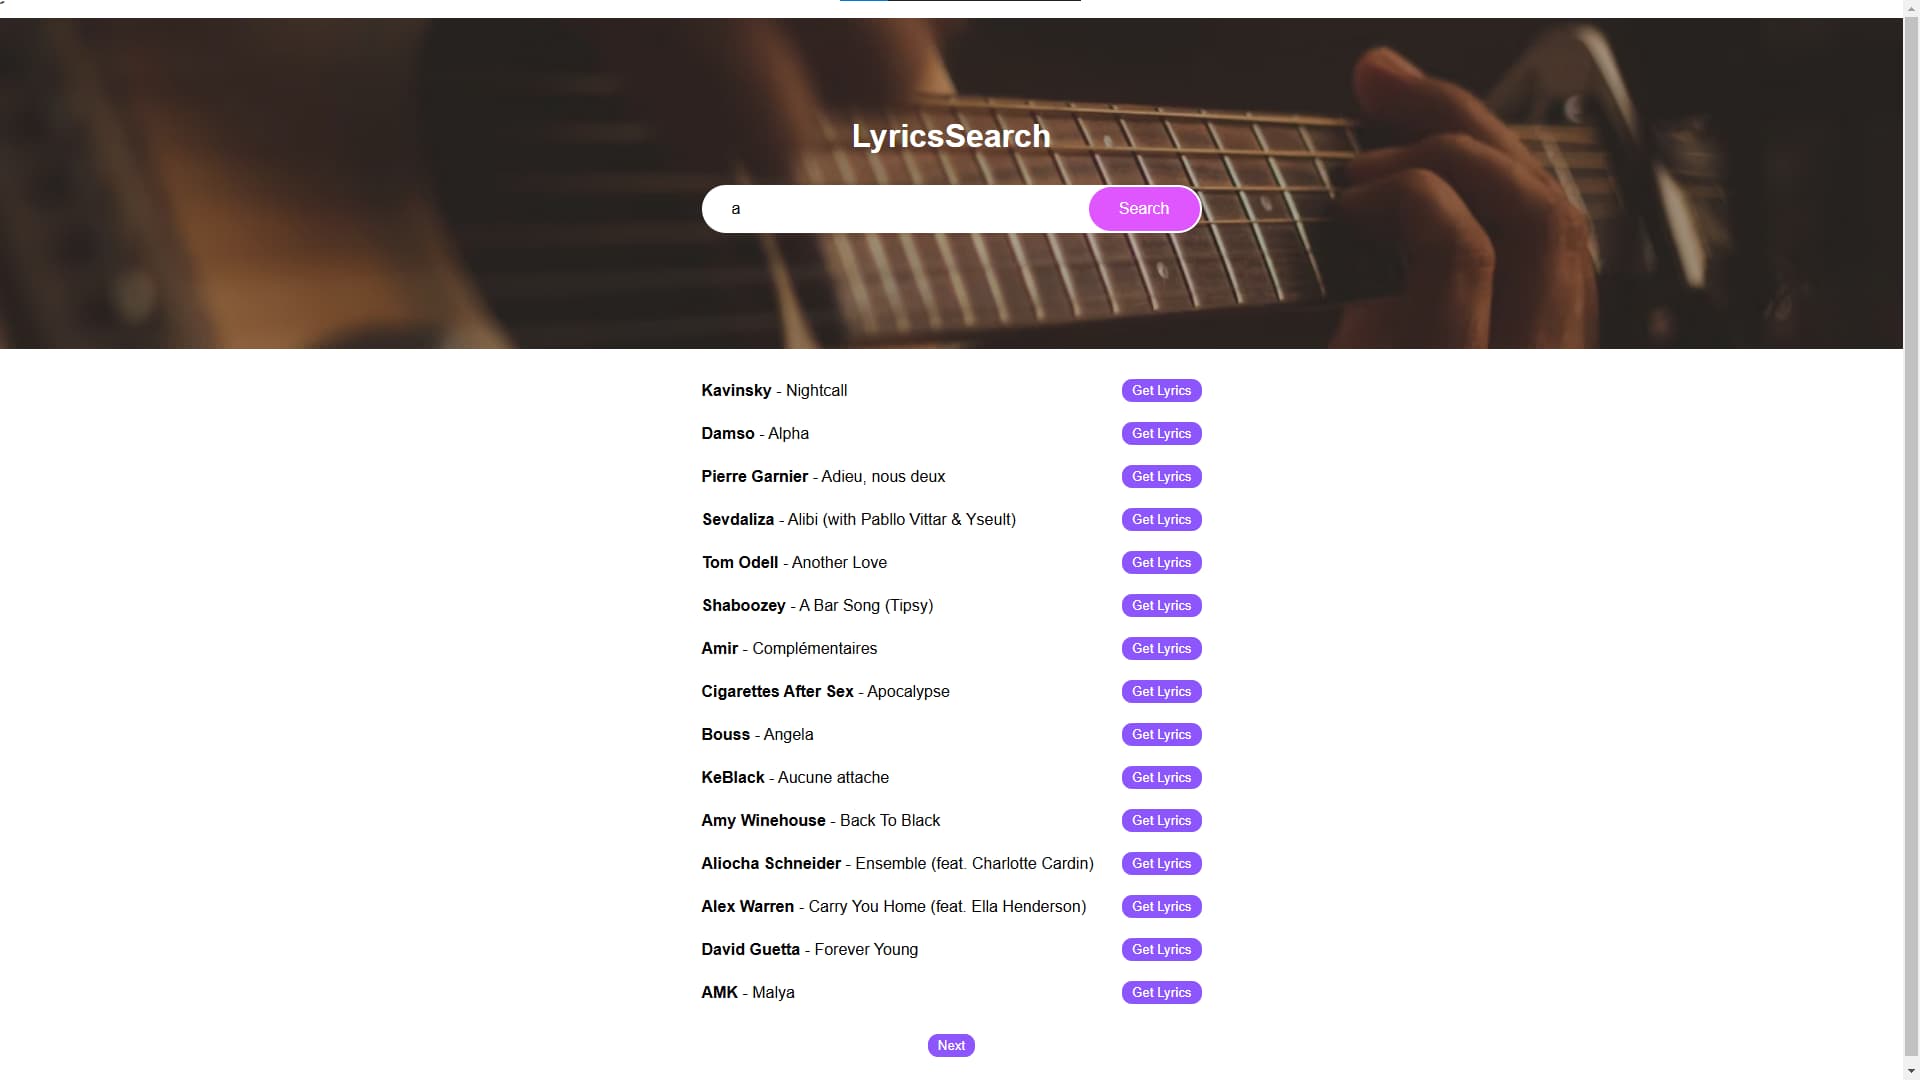 LyricsSearch
a
Search
Kavinsky - Nightcall Get Lyrics
Damso - Alpha Get Lyrics
Pierre Garnier - Adieu, nous deux Get Lyrics
Sevdaliza - Alibi (with Pabllo Vittar & Yseult) Get Lyrics
Tom Odell - Another Love Get Lyrics
Shaboozey - A Bar Song (Tipsy) Get Lyrics
Amir - Complémentaires Get Lyrics
Cigarettes After Sex - Apocalypse Get Lyrics
Bouss - Angela Get Lyrics
KeBlack - Aucune attache Get Lyrics
Amy Winehouse - Back To Black Get Lyrics
Aliocha Schneider - Ensemble (feat. Charlotte Cardin) Get Lyrics
Alex Warren - Carry You Home (feat. Ella Henderson) Get Lyrics
David Guetta - Forever Young Get Lyrics
AMK - Malya Get Lyrics
Next